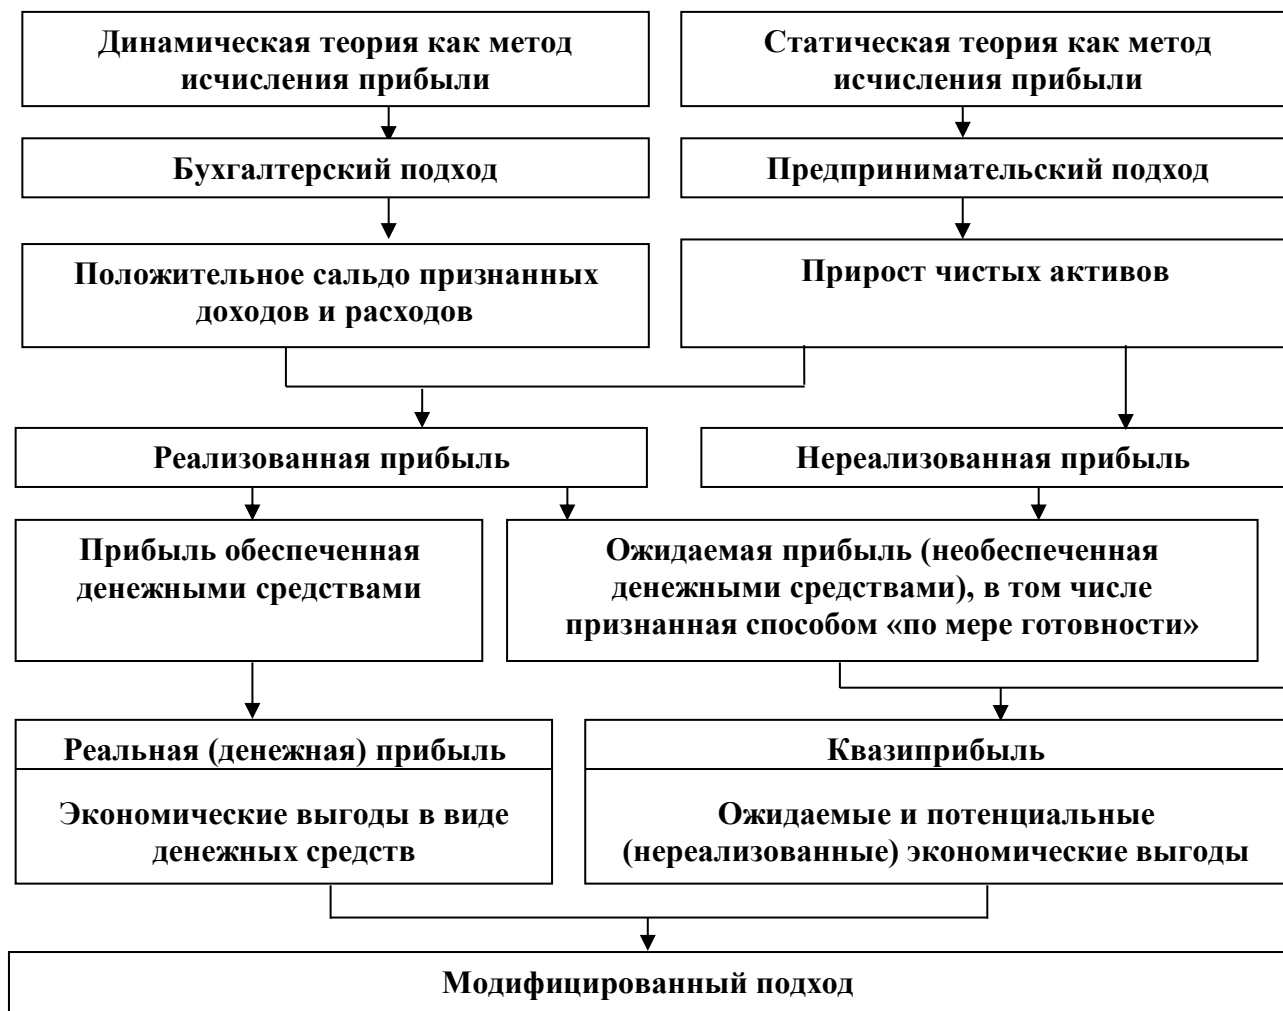 Динамическая теория как метод
исчисления прибыли
Статическая теория как метод
исчисления прибыли
Бухгалтерский подход
Предпринимательский подход
Положительное сальдо признанных
доходов и расходов
Прирост чистых активов
Реализованная прибыль
Нереализованная прибыль
Прибыль обеспеченная
денежными средствами
Ожидаемая прибыль (необеспеченная
денежными средствами), в том числе
признанная способом «по мере готовности»
Реальная (денежная) прибыль
Экономические выгоды в виде
денежных средств
Квазиприбыль
Ожидаемые и потенциальные
(нереализованные) экономические выгоды
Модифицированный подход